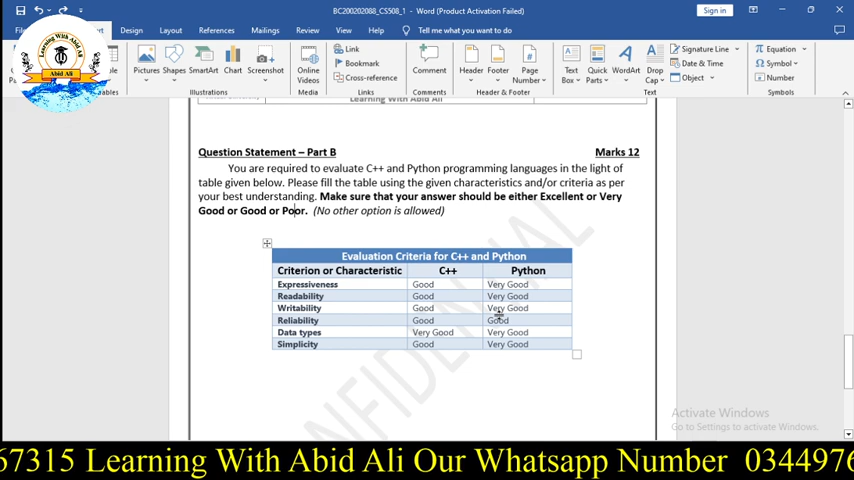 BC200202088_CS508_1 - Word (Product Activation Failed)
Sign in
Design Layout References Mailings Review View Help Tell me what you want to do
Pictures Shapes SmartArt Chart Screenshot
Illustrations
Online Videos
Media
Link
Bookmark
Cross-reference
Links
Comment
Comments
Header Footer Page Number
Header & Footer
Text Box Quick Parts WordArt Drop Cap
Signature Line
Date & Time
Object
Text
Equation
Symbol
Number
Symbols
Learning With Abid Ali
Abid Ali
Learning With Abid Ali
Question Statement – Part B Marks 12
You are required to evaluate C++ and Python programming languages in the light of
table given below. Please fill the table using the given characteristics and/or criteria as per
your best understanding. Make sure that your answer should be either Excellent or Very
Good or Good or Poor. (No other option is allowed)
Evaluation Criteria for C++ and Python
Criterion or Characteristic C++ Python
Expressiveness Good Very Good
Readability Good Very Good
Writability Good Very Good
Reliability Good Good
Data types Very Good Very Good
Simplicity Good Very Good
Activate Windows
Go to Settings to activate Windows.
67315 Learning With Abid Ali Our Whatsapp Number 0344976